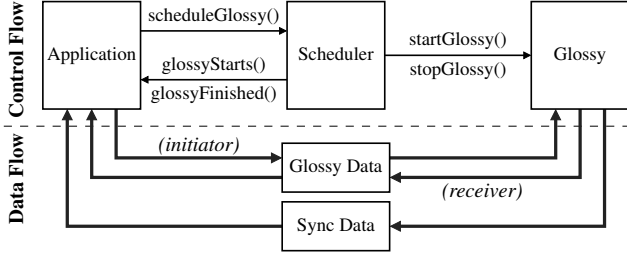 Control Flow
scheduleGlossy()
Application
Scheduler
Glossy
glossyStarts()
glossyFinished()
startGlossy()
stopGlossy()
Data Flow
(initiator)
Glossy Data
(receiver)
Sync Data